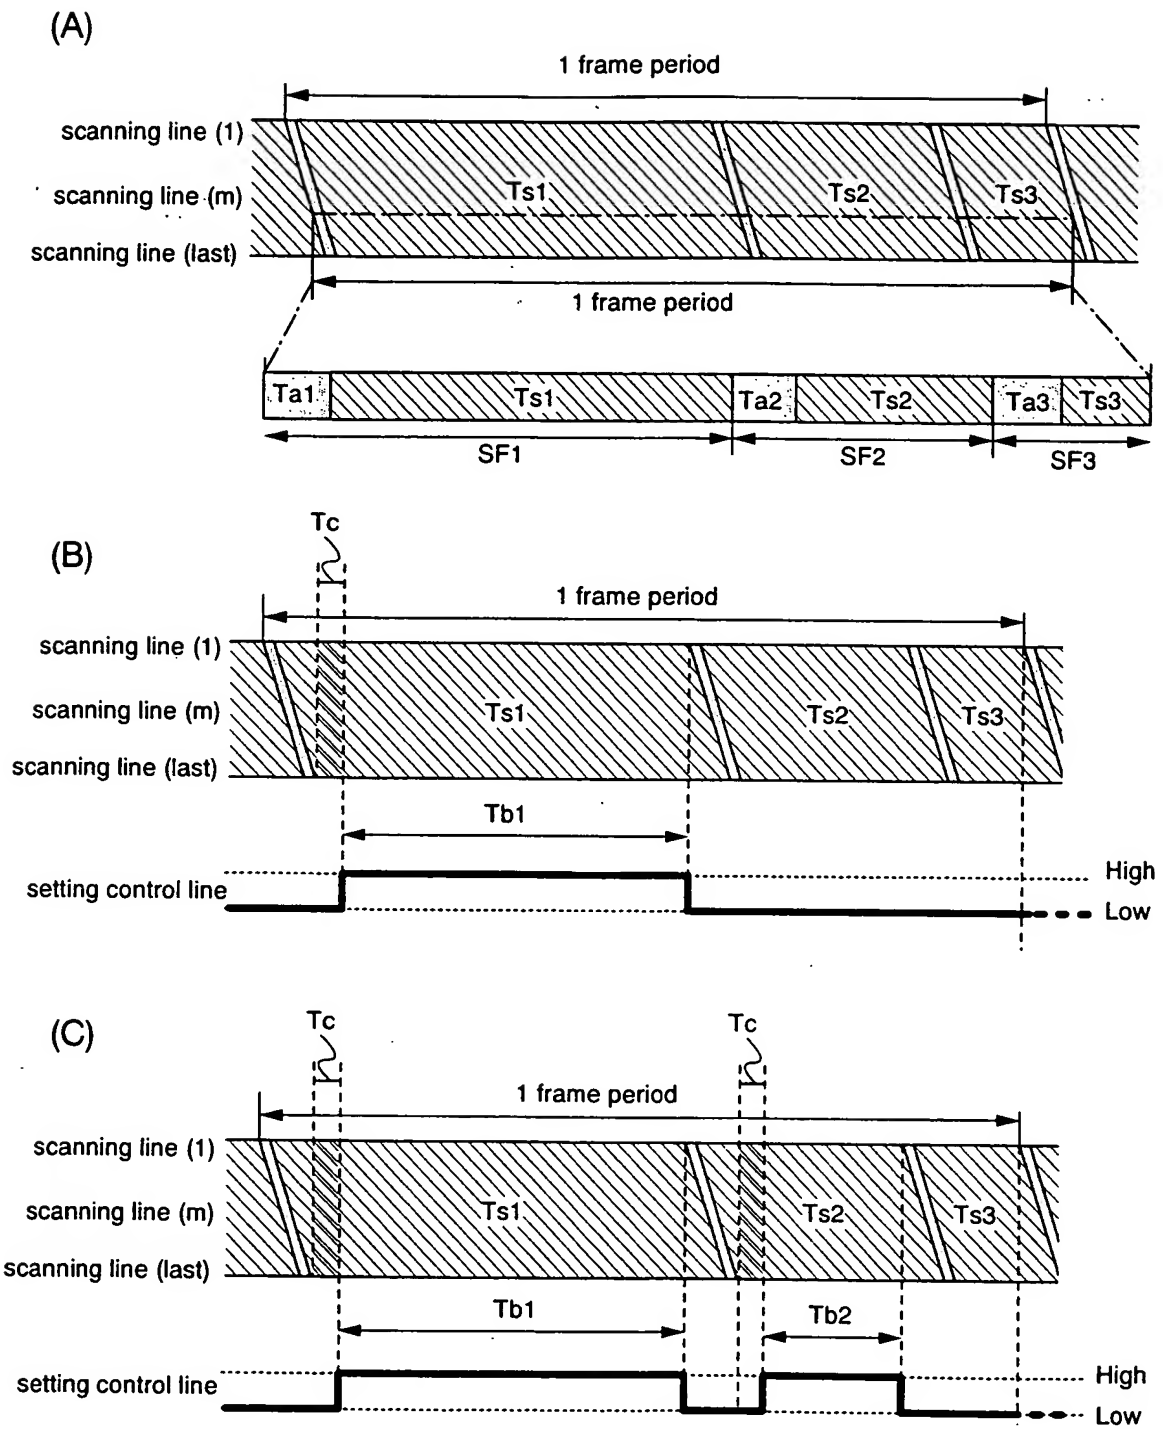 (A)
1 frame period
scanning line (1)
scanning line (m)
scanning line (last)
Ts1
Ts2
Ts3
1 frame period
Ta1
Ts1
Ta2
Ts2
Ta3
Ts3
SF1
SF2
SF3
Tc
(B)
1 frame period
scanning line (1)
scanning line (m)
scanning line (last)
Ts1
Ts2
Ts3
Tb1
setting control line
High
Low
(C)
Tc
Tc
1 frame period
scanning line (1)
scanning line (m)
scanning line (last)
Ts1
Ts2
Ts3
Tb1
Tb2
setting control line
High
Low